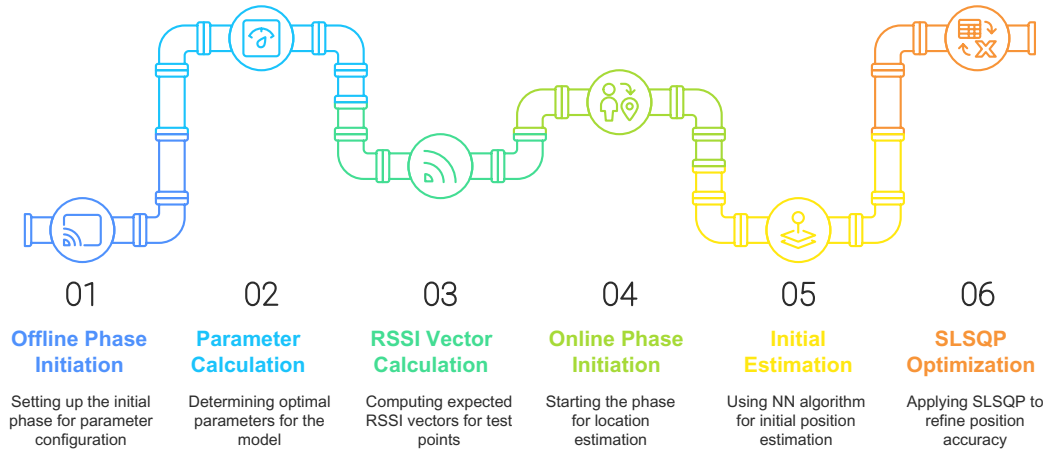 01
Offline Phase
Initiation
Setting up the initial
phase for parameter
configuration
02
Parameter
Calculation
Determining optimal
parameters for the
model
03
RSSI Vector
Calculation
Computing expected
RSSI vectors for test
points
04
Online Phase
Initiation
Starting the phase
for location
estimation
05
Initial
Estimation
Using NN algorithm
for initial position
estimation
06
SLSQP
Optimization
Applying SLSQP to
refine position
accuracy